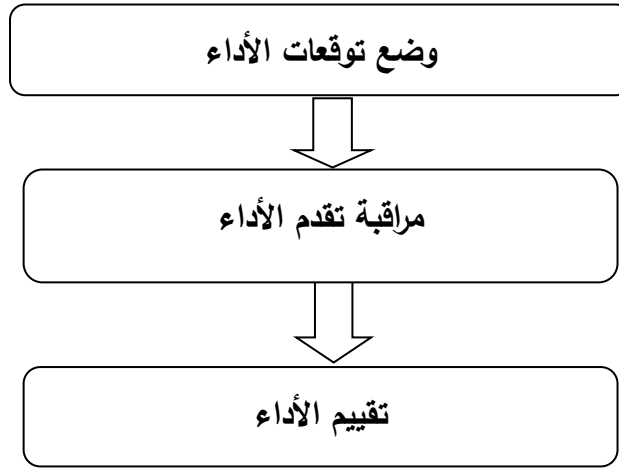 وضع توقعات الأداء
مراقبة تقدم الأداء
تقييم الأداء